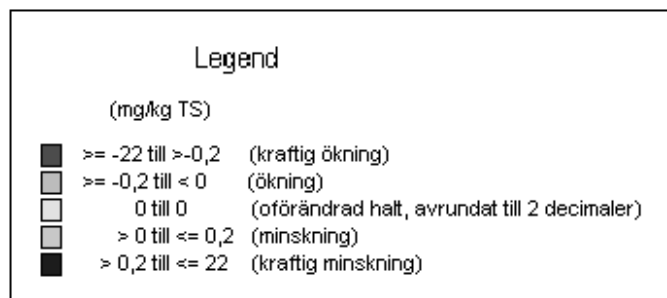 Legend
(mg/kg TS)
>= -22 till >-0,2 (kraftig ökning)
>= -0,2 till < 0 (ökning)
0 till 0 (oförändrad halt, avrundat till 2 decimaler)
> 0 till <= 0,2 (minskning)
> 0,2 till <= 22 (kraftig minskning)